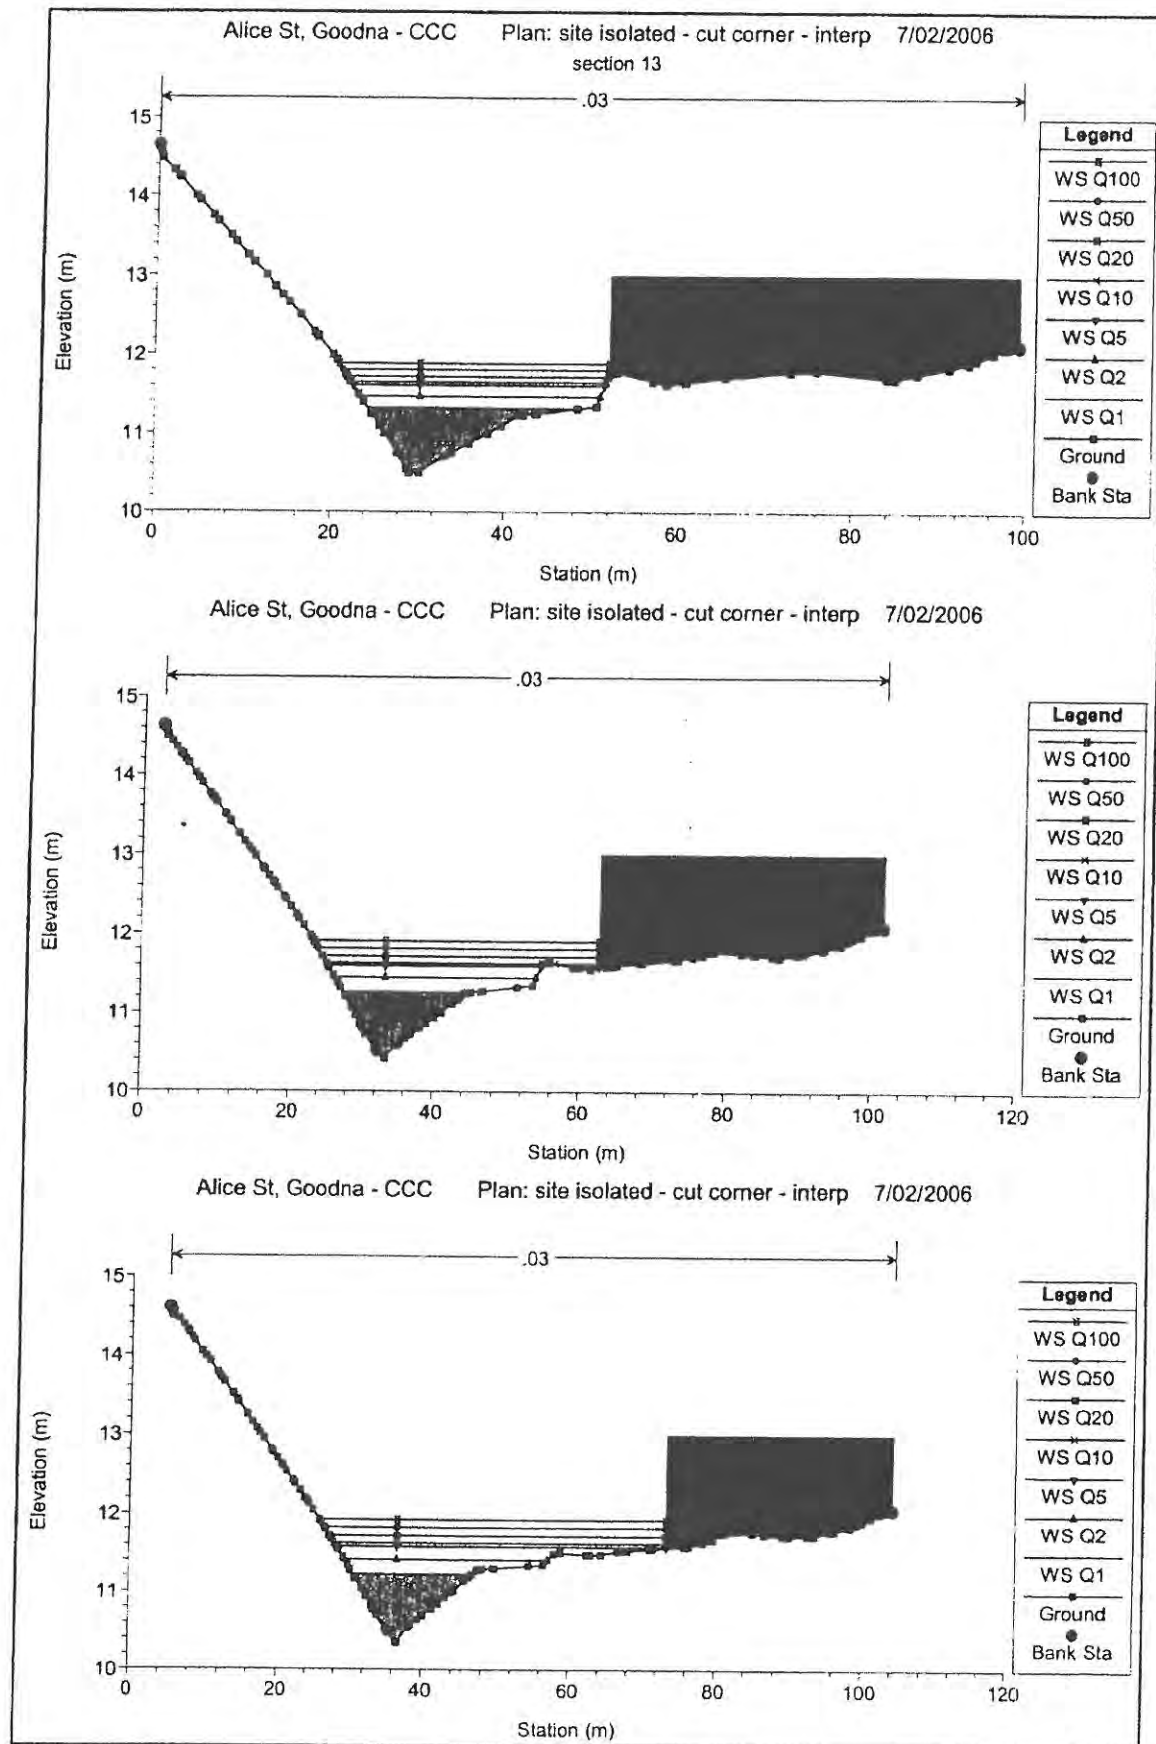 Alice St, Goodna - CCC Plan: site isolated - cut corner - interp 7/02/2006
section 13
.03
15
14
13
12
11
10
Elevation (m)
0 20 40 60 80 100
Station (m)
Legend
WS Q100
WS Q50
WS Q20
WS Q10
WS Q5
WS Q2
WS Q1
Ground
Bank Sta
Alice St, Goodna - CCC Plan: site isolated - cut corner - interp 7/02/2006
.03
15
14
13
12
11
10
Elevation (m)
0 20 40 60 80 100 120
Station (m)
Legend
WS Q100
WS Q50
WS Q20
WS Q10
WS Q5
WS Q2
WS Q1
Ground
Bank Sta
Alice St, Goodna - CCC Plan: site isolated - cut corner - interp 7/02/2006
.03
15
14
13
12
11
10
Elevation (m)
0 20 40 60 80 100 120
Station (m)
Legend
WS Q100
WS Q50
WS Q20
WS Q10
WS Q5
WS Q2
WS Q1
Ground
Bank Sta